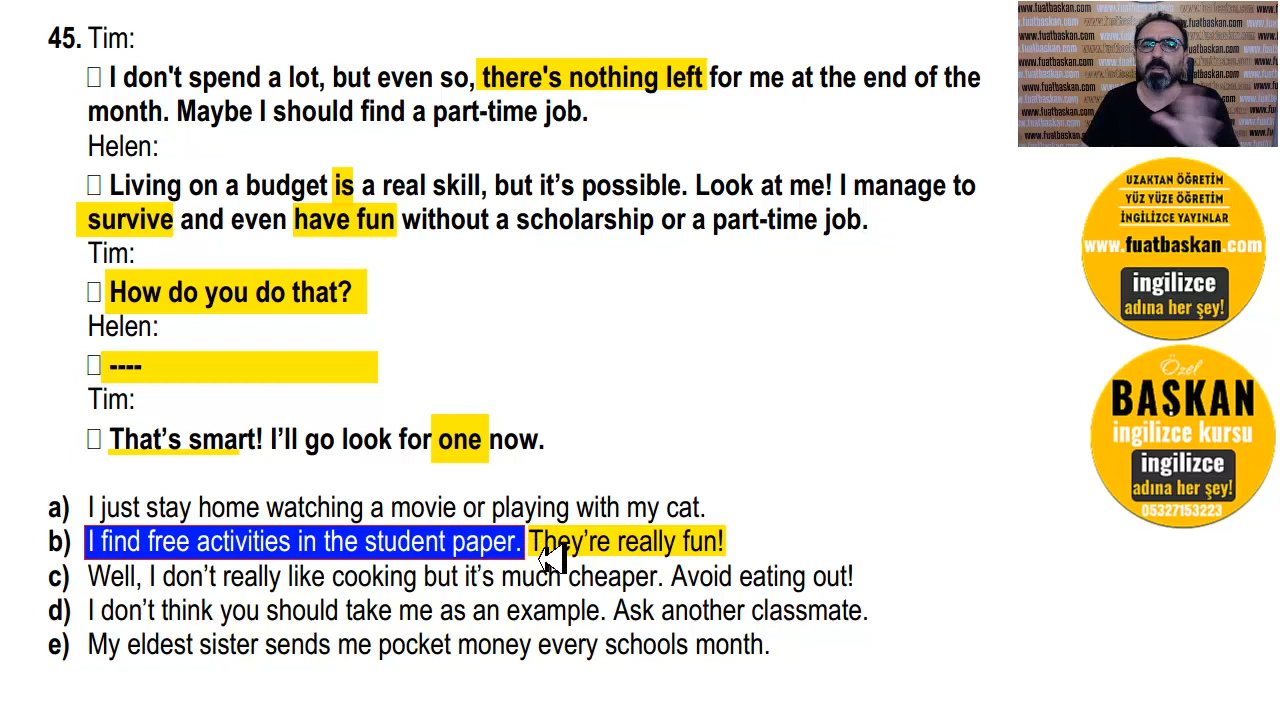 45. Tim:
I don't spend a lot, but even so, there's nothing left for me at the end of the
month. Maybe I should find a part-time job.
Helen:
Living on a budget is a real skill, but it’s possible. Look at me! I manage to
survive and even have fun without a scholarship or a part-time job.
Tim:
How do you do that?
Helen:
----
Tim:
That’s smart! I’ll go look for one now.
a) I just stay home watching a movie or playing with my cat.
b) I find free activities in the student paper. They’re really fun!
c) Well, I don’t really like cooking but it’s much cheaper. Avoid eating out!
d) I don’t think you should take me as an example. Ask another classmate.
e) My eldest sister sends me pocket money every schools month.
www.fuatbaskan.com
UZAKTAN ÖĞRETİM
YÜZ YÜZE ÖĞRETİM
İNGİLİZCE YAYINLAR
www.fuatbaskan.com
ingilizce
adına her şey!
Özel
BAŞKAN
ingilizce kursu
ingilizce
adına her şey!
05327153223